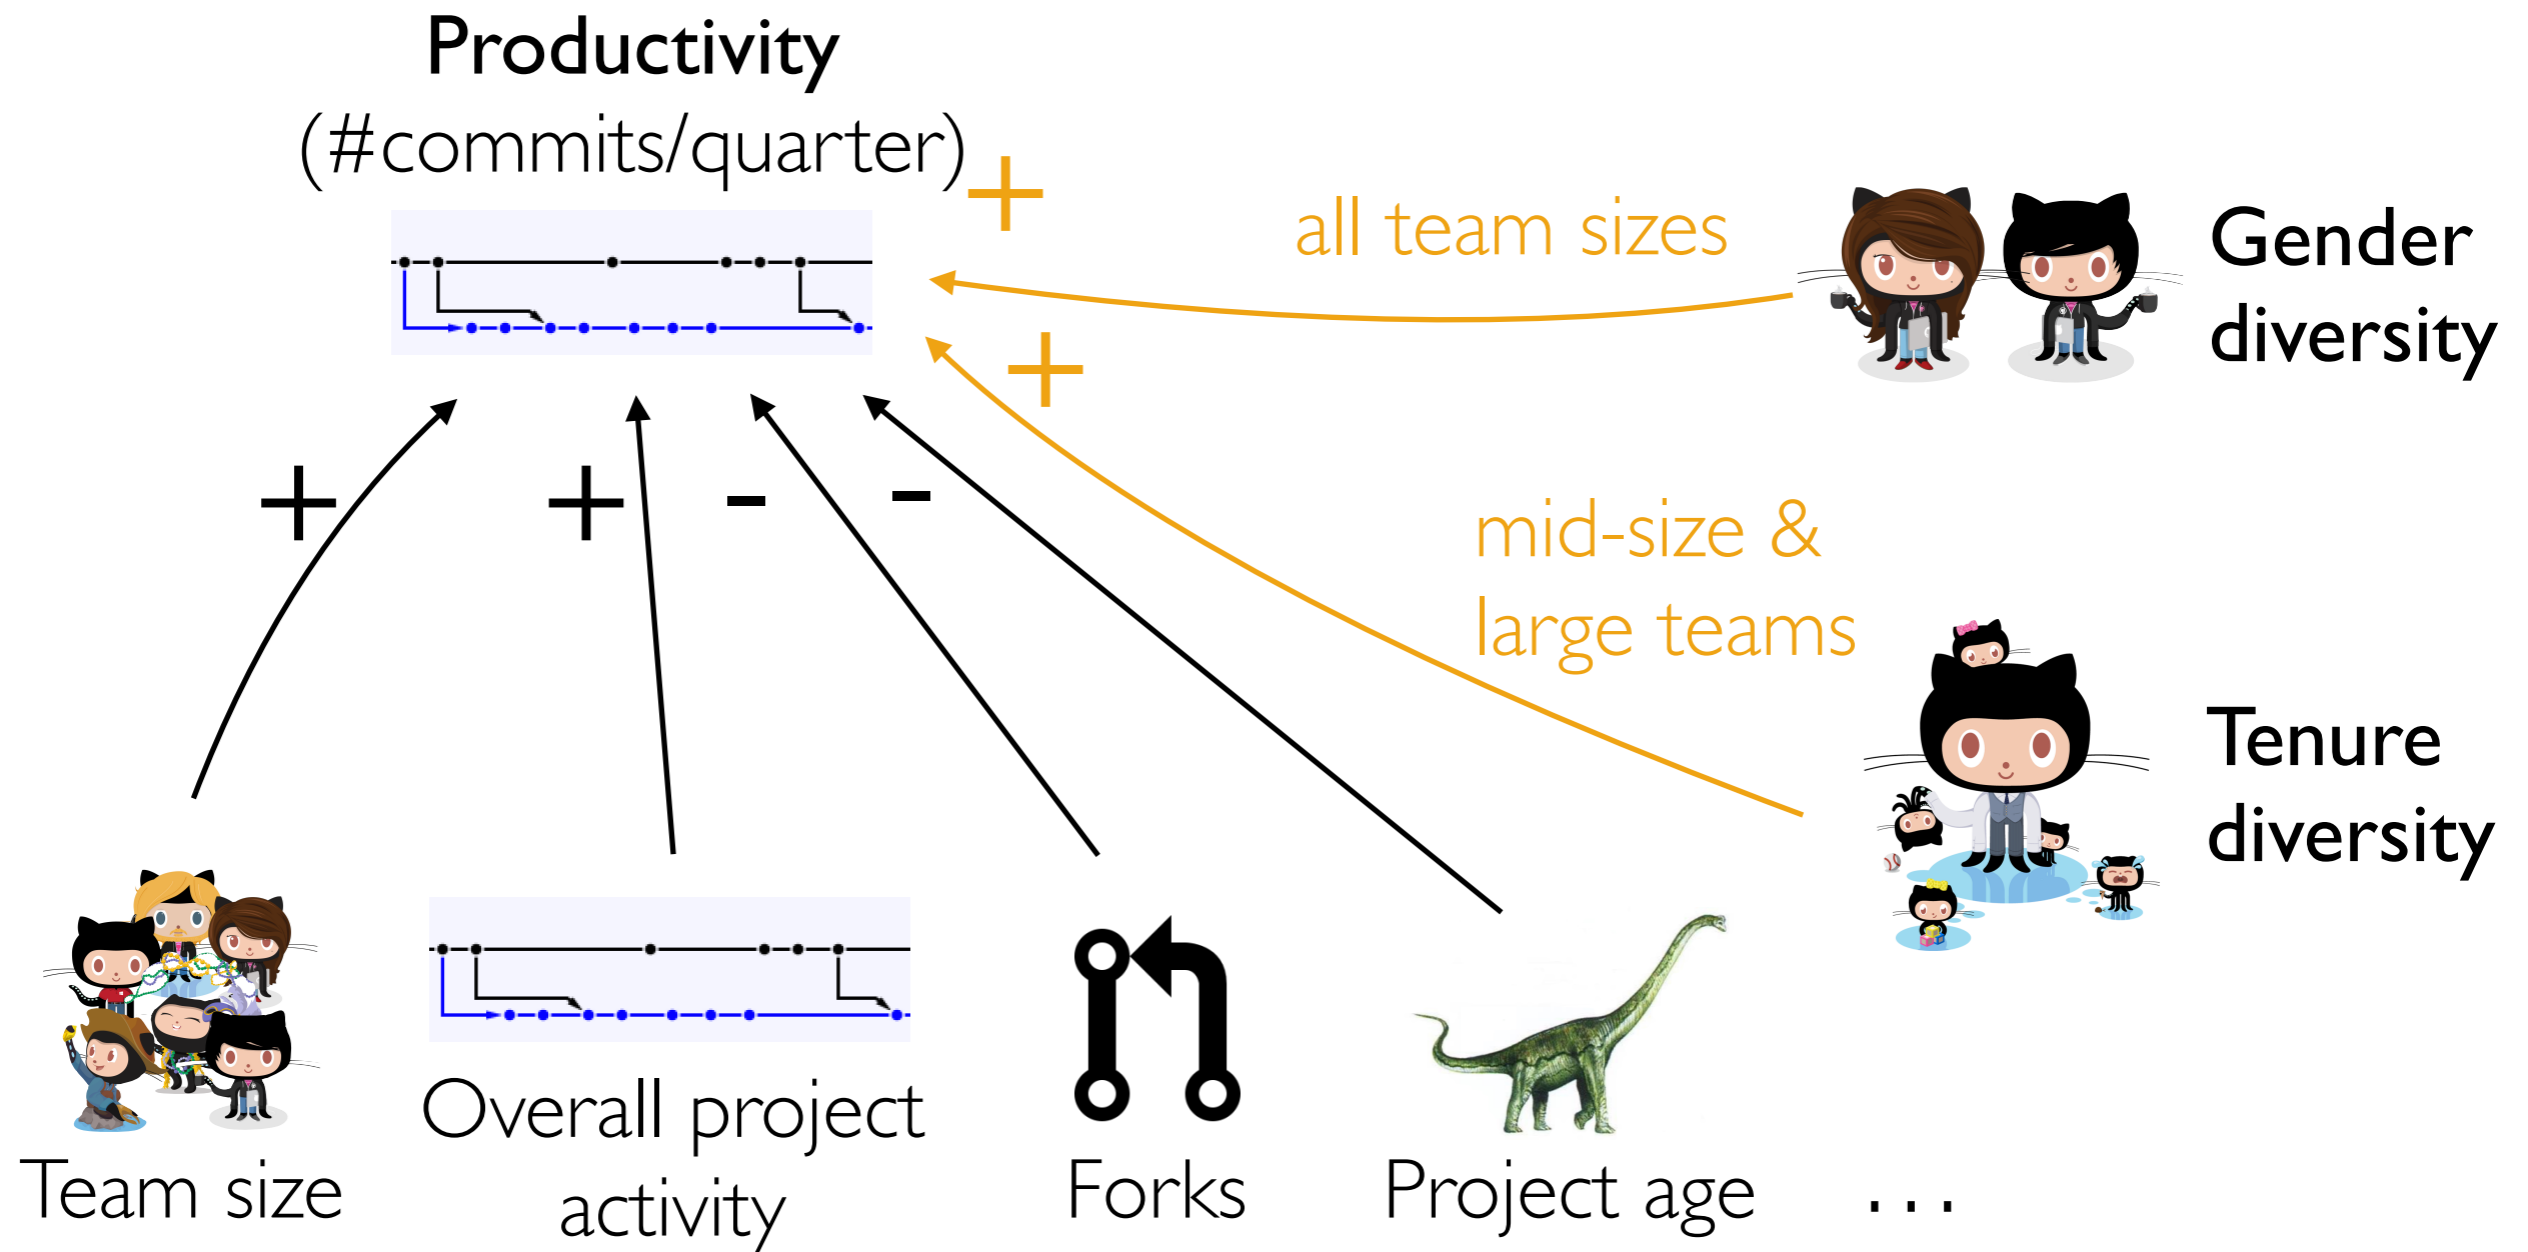 Productivity
(#commits/quarter)
+
all team sizes
Gender
diversity
+
+
+
-
-
mid-size &
large teams
Tenure
diversity
Team size
Overall project
activity
Forks
Project age
...